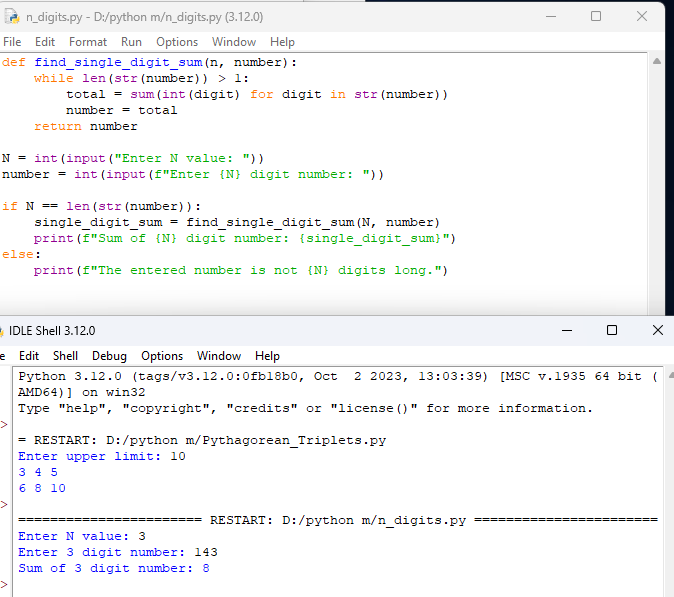 n_digits.py - D:/python m/n_digits.py (3.12.0)
File Edit Format Run Options Window Help
def find_single_digit_sum(n, number):
    while len(str(number)) > 1:
        total = sum(int(digit) for digit in str(number))
        number = total
    return number
N = int(input("Enter N value: "))
number = int(input(f"Enter {N} digit number: "))
if N == len(str(number)):
    single_digit_sum = find_single_digit_sum(N, number)
    print(f"Sum of {N} digit number: {single_digit_sum}")
else:
    print(f"The entered number is not {N} digits long.")
IDLE Shell 3.12.0
e Edit Shell Debug Options Window Help
Python 3.12.0 (tags/v3.12.0:0fb18b0, Oct  2 2023, 13:03:39) [MSC v.1935 64 bit (
AMD64)] on win32
Type "help", "copyright", "credits" or "license()" for more information.
>
= RESTART: D:/python m/Pythagorean_Triplets.py
Enter upper limit: 10
3 4 5
6 8 10
>
======================= RESTART: D:/python m/n_digits.py =======================
Enter N value: 3
Enter 3 digit number: 143
Sum of 3 digit number: 8
>